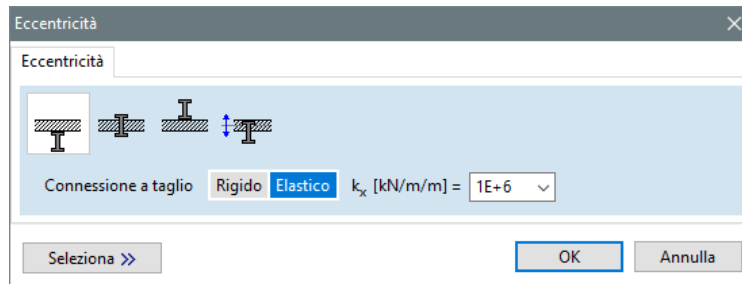 Eccentricità
Eccentricità
Connessione a taglio Rigido Elastico kx [kN/m/m] = 1E+6
Seleziona >> OK Annulla